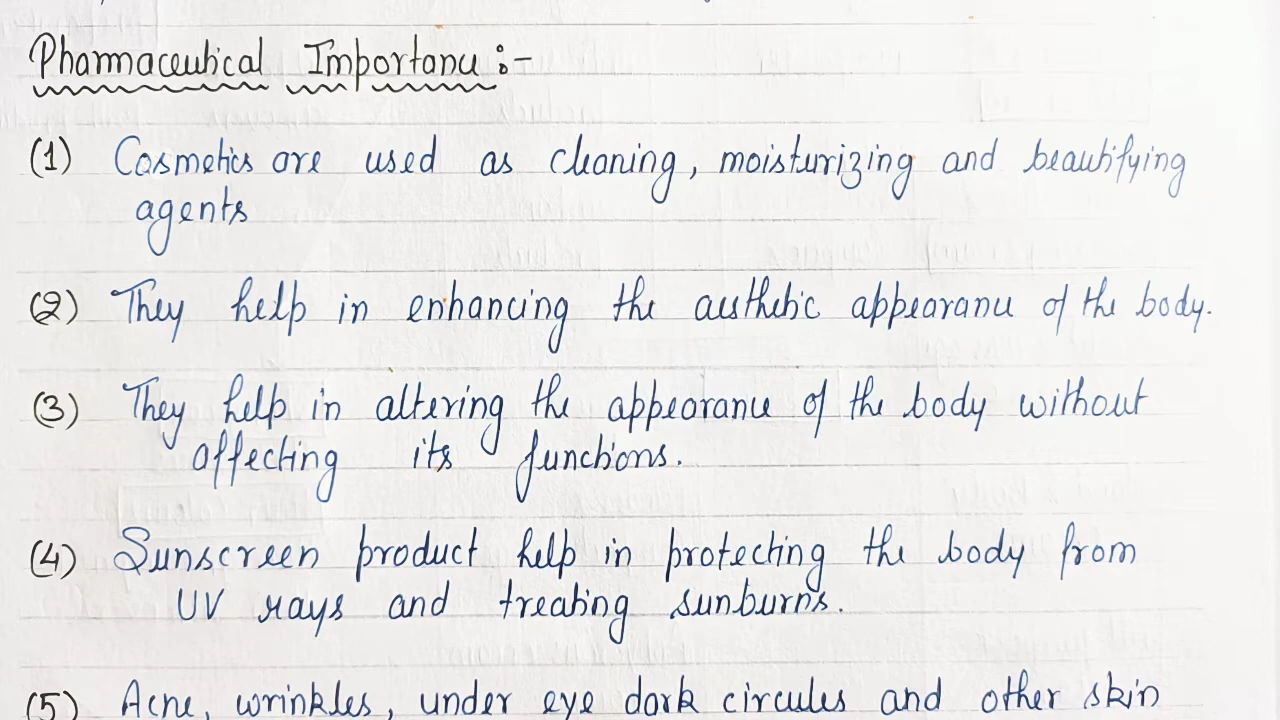 Pharmaceutical Importance :-
(1) Cosmetics are used as cleaning, moisturizing and beautifying
agents
(2) They help in enhancing the aesthetic appearance of the body.
(3) They help in altering the appearance of the body without
affecting its functions.
(4) Sunscreen product help in protecting the body from
UV rays and treating sunburns.
(5) Acne, wrinkles, under eye dark circules and other skin